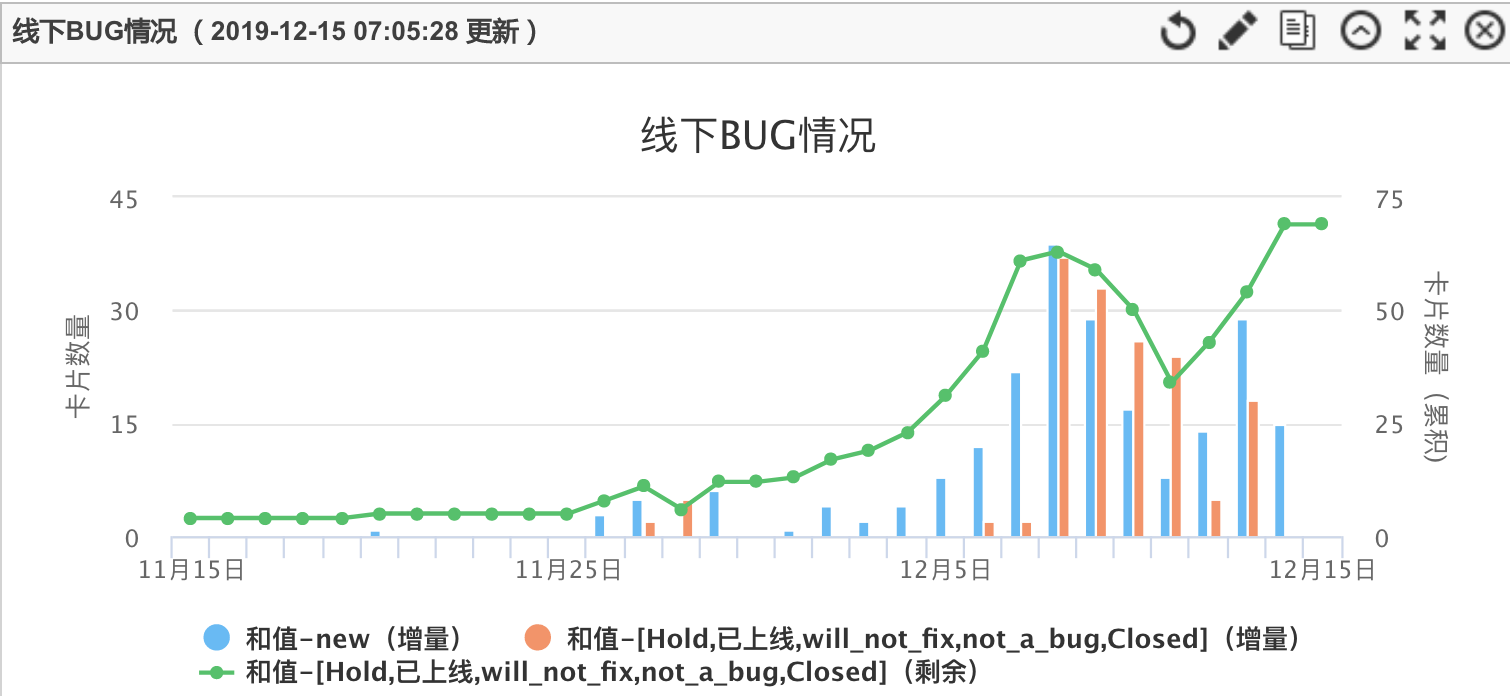 线下BUG情况（2019-12-15 07:05:28 更新）
线下BUG情况
45
75
30
50
15
25
0
0
卡片数量
卡片数量（累积）
11月15日
11月25日
12月5日
12月15日
和值-new（增量）
和值-[Hold,已上线,will_not_fix,not_a_bug,Closed]（增量）
和值-[Hold,已上线,will_not_fix,not_a_bug,Closed]（剩余）